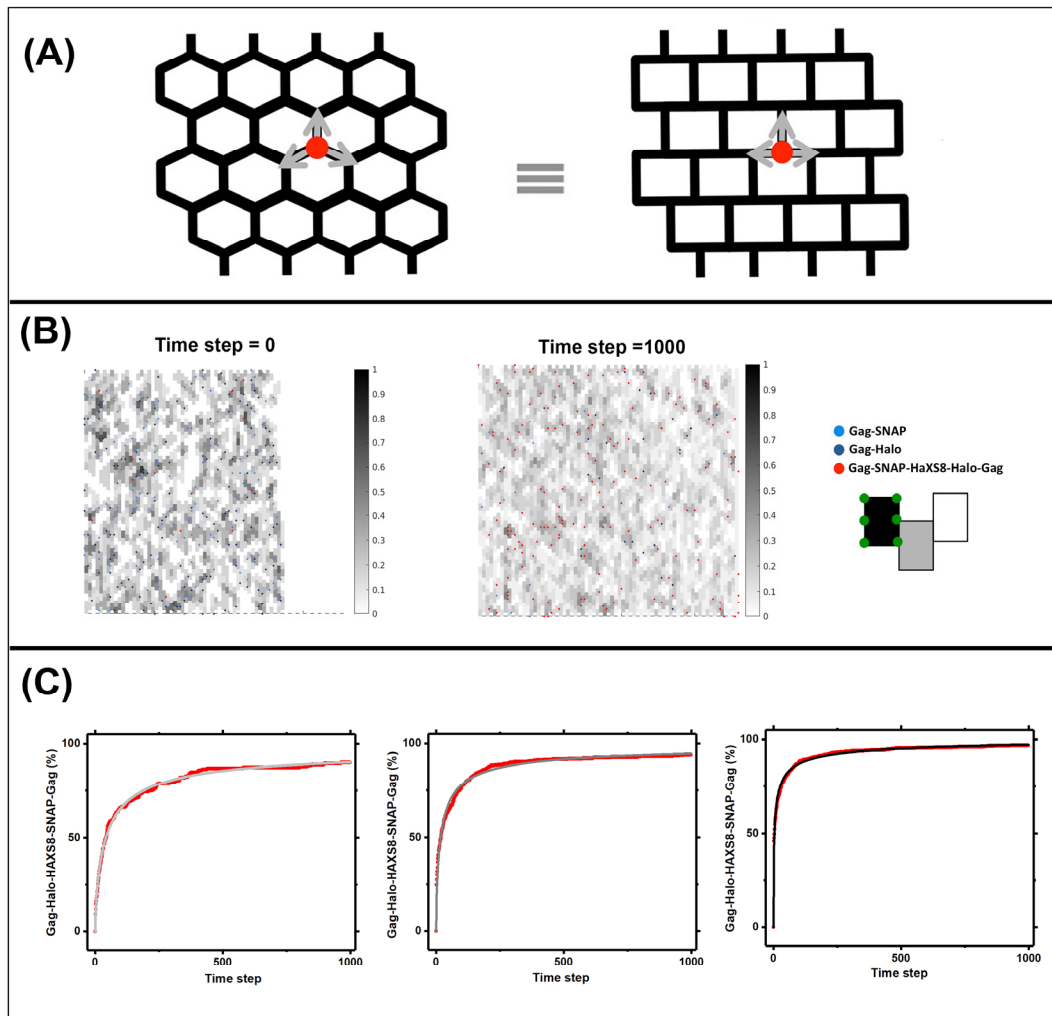 (A)
(B)
Time step = 0
Time step =1000
1
0.9
0.8
0.7
0.6
0.5
0.4
0.3
0.2
0.1
0
1
0.9
0.8
0.7
0.6
0.5
0.4
0.3
0.2
0.1
0
Gag-SNAP
Gag-Halo
Gag-SNAP-HaXS8-Halo-Gag
(C)
Gag-Halo-HAXS8-SNAP-Gag (%)
100
50
0
0 500 1000
Time step
Gag-Halo-HAXS8-SNAP-Gag (%)
100
50
0
0 500 1000
Time step
Gag-Halo-HAXS8-SNAP-Gag (%)
100
50
0
0 500 1000
Time step